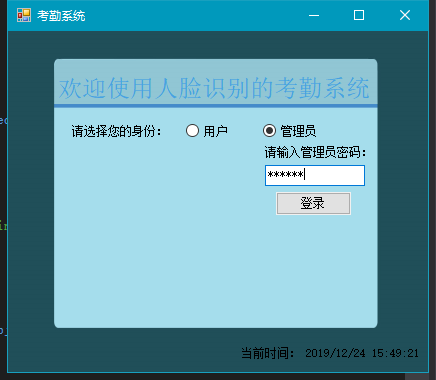 考勤系统
欢迎使用人脸识别的考勤系统
请选择您的身份： 用户 管理员
请输入管理员密码：
******
登录
当前时间： 2019/12/24 15:49:21